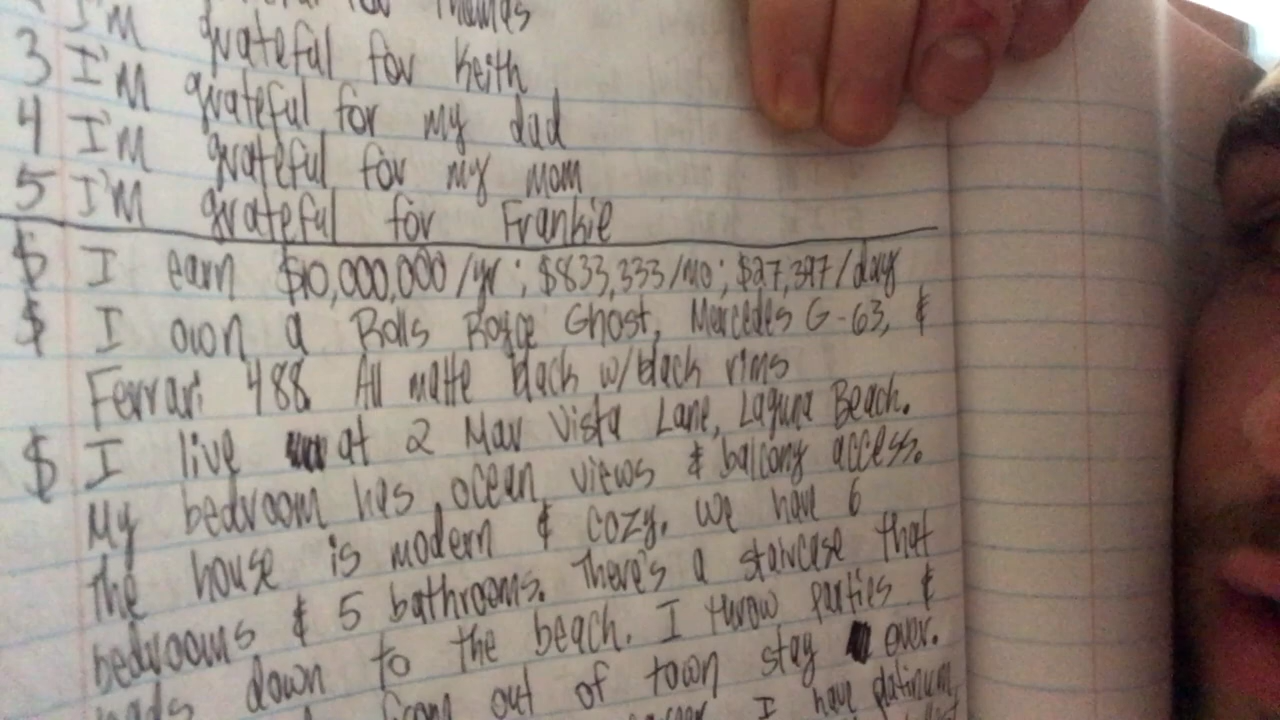 I'm grateful for Thomas
3 I'm grateful for Keith
4 I'm grateful for my dad
5 I'm grateful for my mom
I'm grateful for Frankie
$ I earn $10,000,000/yr; $833,333/mo; $27,397/day
$ I own a Rolls Royce Ghost, Mercedes G-63, &
Ferrari 488. All matte black w/black rims
$ I live at 2 Mar Vista Lane, Laguna Beach.
My bedroom has ocean views & balcony access.
The house is modern & cozy. We have 6
bedrooms & 5 bathrooms. There's a staircase that
leads down to the beach. I throw parties &
from out of town stay over.
I have platinum